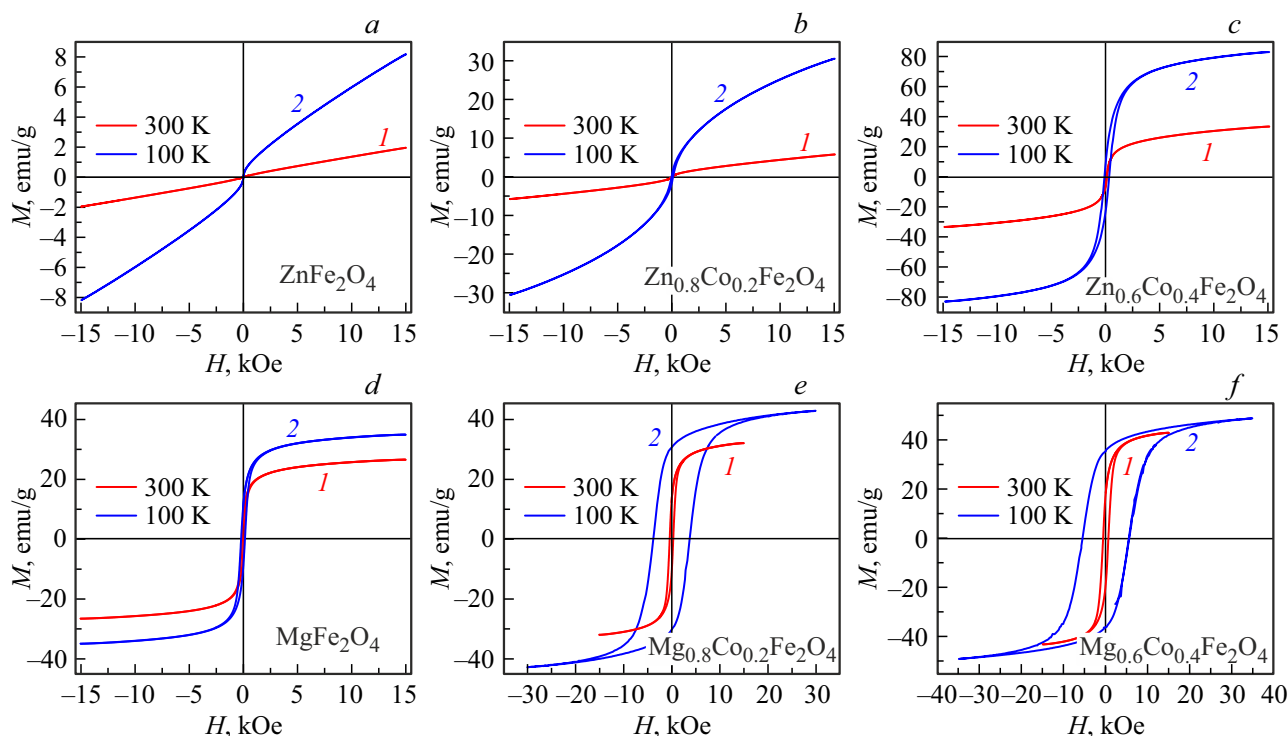 a
M, emu/g
8
6
4
2
0
–2
–4
–6
–8
300 K
100 K
2
1
ZnFe2O4
–15 –10 –5 0 5 10 15
H, kOe
b
M, emu/g
30
20
10
0
–10
–20
–30
300 K
100 K
2
1
Zn0.8Co0.2Fe2O4
–15 –10 –5 0 5 10 15
H, kOe
c
M, emu/g
80
60
40
20
0
–20
–40
–60
–80
300 K
100 K
2
1
Zn0.6Co0.4Fe2O4
–15 –10 –5 0 5 10 15
H, kOe
d
M, emu/g
40
20
0
–20
–40
300 K
100 K
2
1
MgFe2O4
–15 –10 –5 0 5 10 15
H, kOe
e
M, emu/g
40
20
0
–20
–40
300 K
100 K
2
1
Mg0.8Co0.2Fe2O4
–30 –20 –10 0 10 20 30
H, kOe
f
M, emu/g
40
20
0
–20
–40
300 K
100 K
1
2
Mg0.6Co0.4Fe2O4
–40 –30 –20 –10 0 10 20 30 40
H, kOe